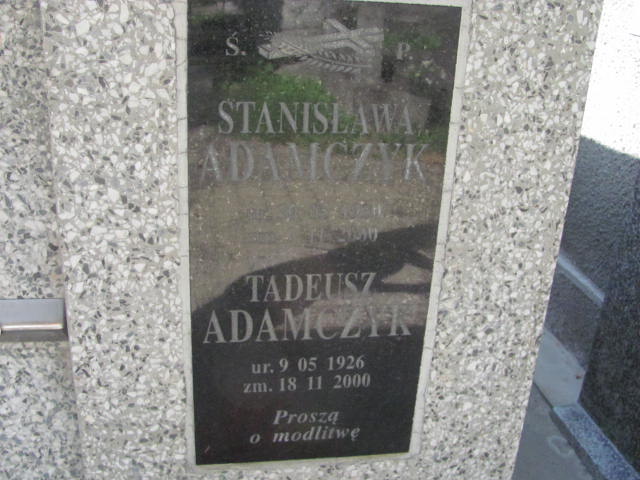 Ś. P.
STANISŁAWA
ADAMCZYK
TADEUSZ
ADAMCZYK
ur. 9 05 1926
zm. 18 11 2000
Proszą
o modlitwę